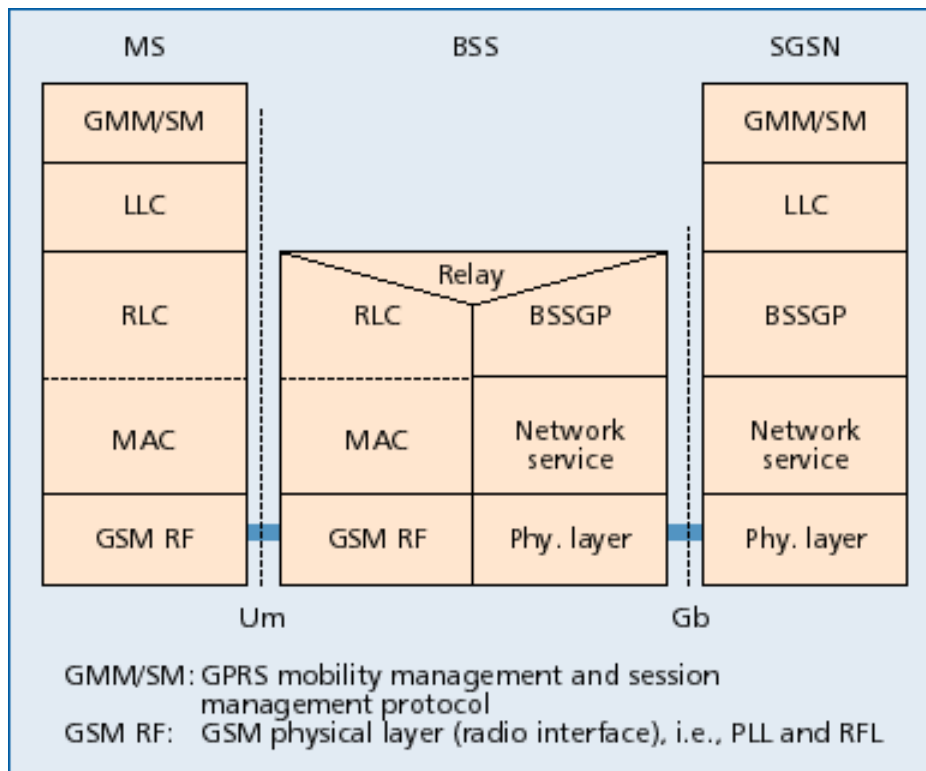 MS BSS SGSN
GMM/SM GMM/SM
LLC LLC
Relay
RLC RLC BSSGP BSSGP
MAC MAC Network service Network service
GSM RF GSM RF Phy. layer Phy. layer
Um Gb
GMM/SM: GPRS mobility management and session
management protocol
GSM RF: GSM physical layer (radio interface), i.e., PLL and RFL